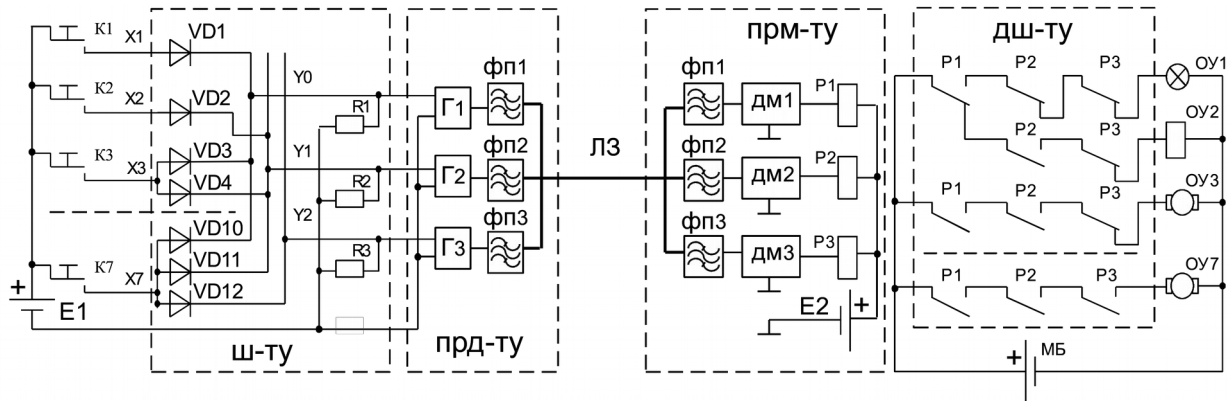 К1 X1 VD1
К2 X2 VD2
К3 X3 VD3
VD4
VD10
К7 X7 VD11
VD12
+ E1
Y0
Y1
Y2
R1
R2
R3
ш-ту
Г1 фп1
Г2 фп2
Г3 фп3
прд-ту
ЛЗ
прм-ту
фп1 дм1 Р1
фп2 дм2 Р2
фп3 дм3 Р3
E2 +
дш-ту
Р1 Р2 Р3 ОУ1
Р2 Р3 ОУ2
Р1 Р2 Р3 ОУ3
Р1 Р2 Р3 ОУ7
+ МБ